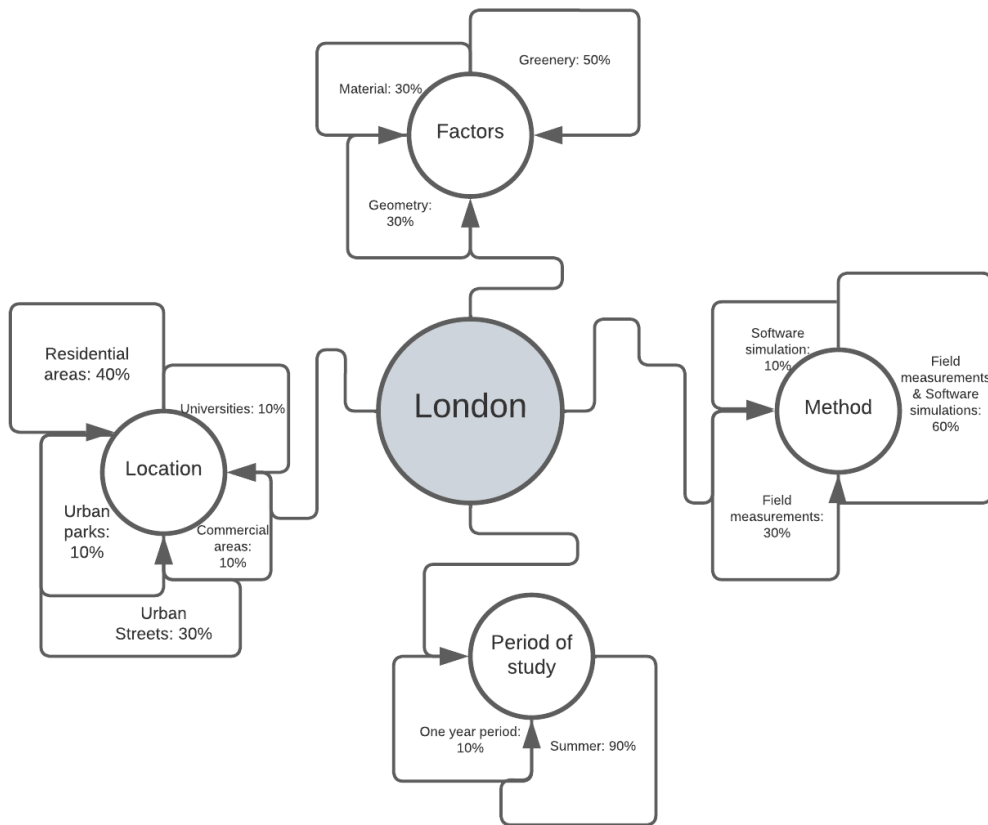 Greenery: 50%
Material: 30%
Factors
Geometry:
30%
Residential
areas: 40%
Universities: 10%
Location
Urban
parks:
10%
Commercial
areas:
10%
Urban
Streets: 30%
London
Software
simulation:
10%
Method
Field
measurements
& Software
simulations:
60%
Field
measurements:
30%
Period of
study
One year period:
10%
Summer: 90%